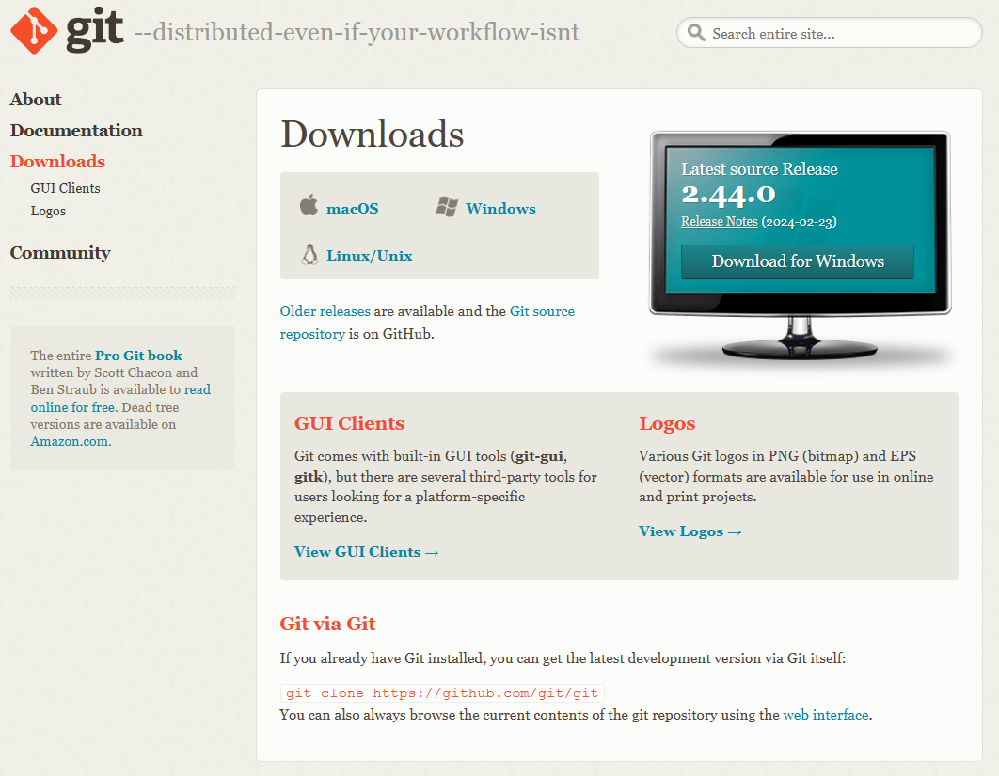 git --distributed-even-if-your-workflow-isnt
Search entire site...
About
Documentation
Downloads
GUI Clients
Logos
Community
The entire Pro Git book
written by Scott Chacon and
Ben Straub is available to read
online for free. Dead tree
versions are available on
Amazon.com.
Downloads
macOS
Windows
Linux/Unix
Older releases are available and the Git source
repository is on GitHub.
Latest source Release
2.44.0
Release Notes (2024-02-23)
Download for Windows
GUI Clients
Git comes with built-in GUI tools (git-gui,
gitk), but there are several third-party tools for
users looking for a platform-specific
experience.
View GUI Clients →
Logos
Various Git logos in PNG (bitmap) and EPS
(vector) formats are available for use in online
and print projects.
View Logos →
Git via Git
If you already have Git installed, you can get the latest development version via Git itself:
git clone https://github.com/git/git
You can also always browse the current contents of the git repository using the web interface.